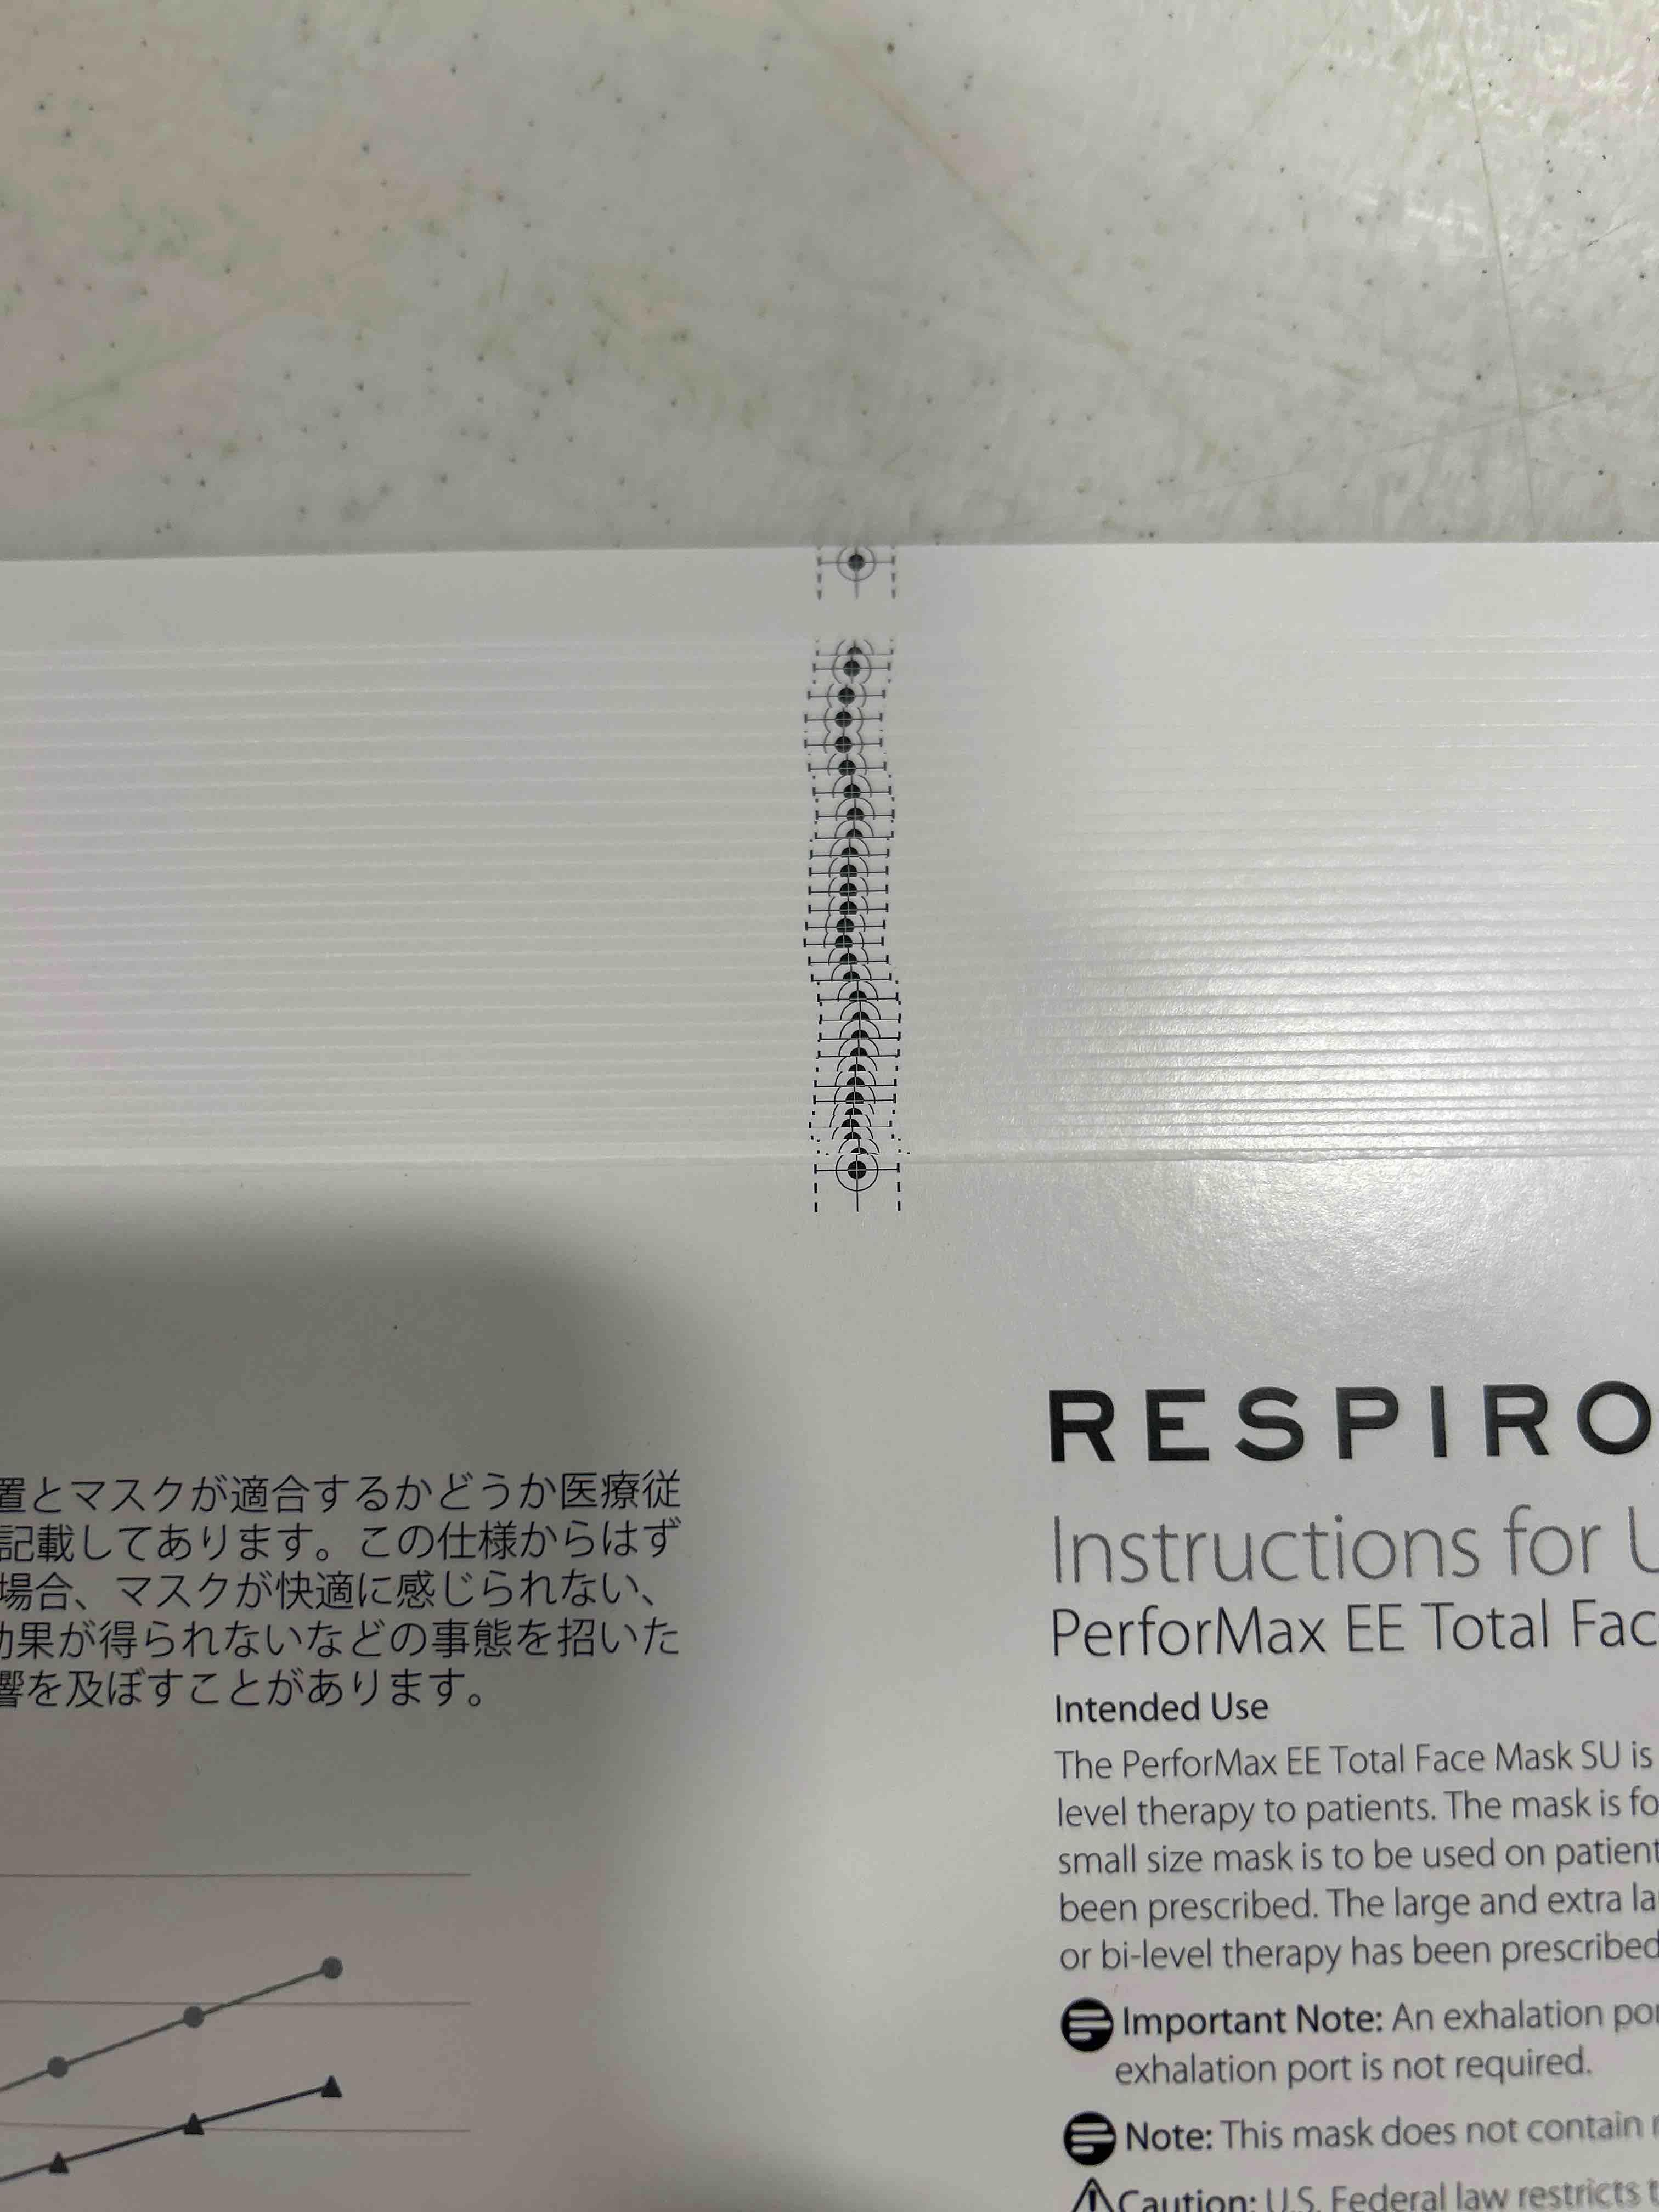 置とマスクが適合するかどうか医療従
記載してあります。この仕様からはず
場合、マスクが快適に感じられない、
効果が得られないなどの事態を招いた
響を及ぼすことがあります。
RESPIRO
Instructions for U
PerforMax EE Total Fac
Intended Use
The PerforMax EE Total Face Mask SU is
level therapy to patients. The mask is fo
small size mask is to be used on patient
been prescribed. The large and extra la
or bi-level therapy has been prescribed
Important Note: An exhalation por
exhalation port is not required.
Note: This mask does not contain
Caution: U.S. Federal law restricts t